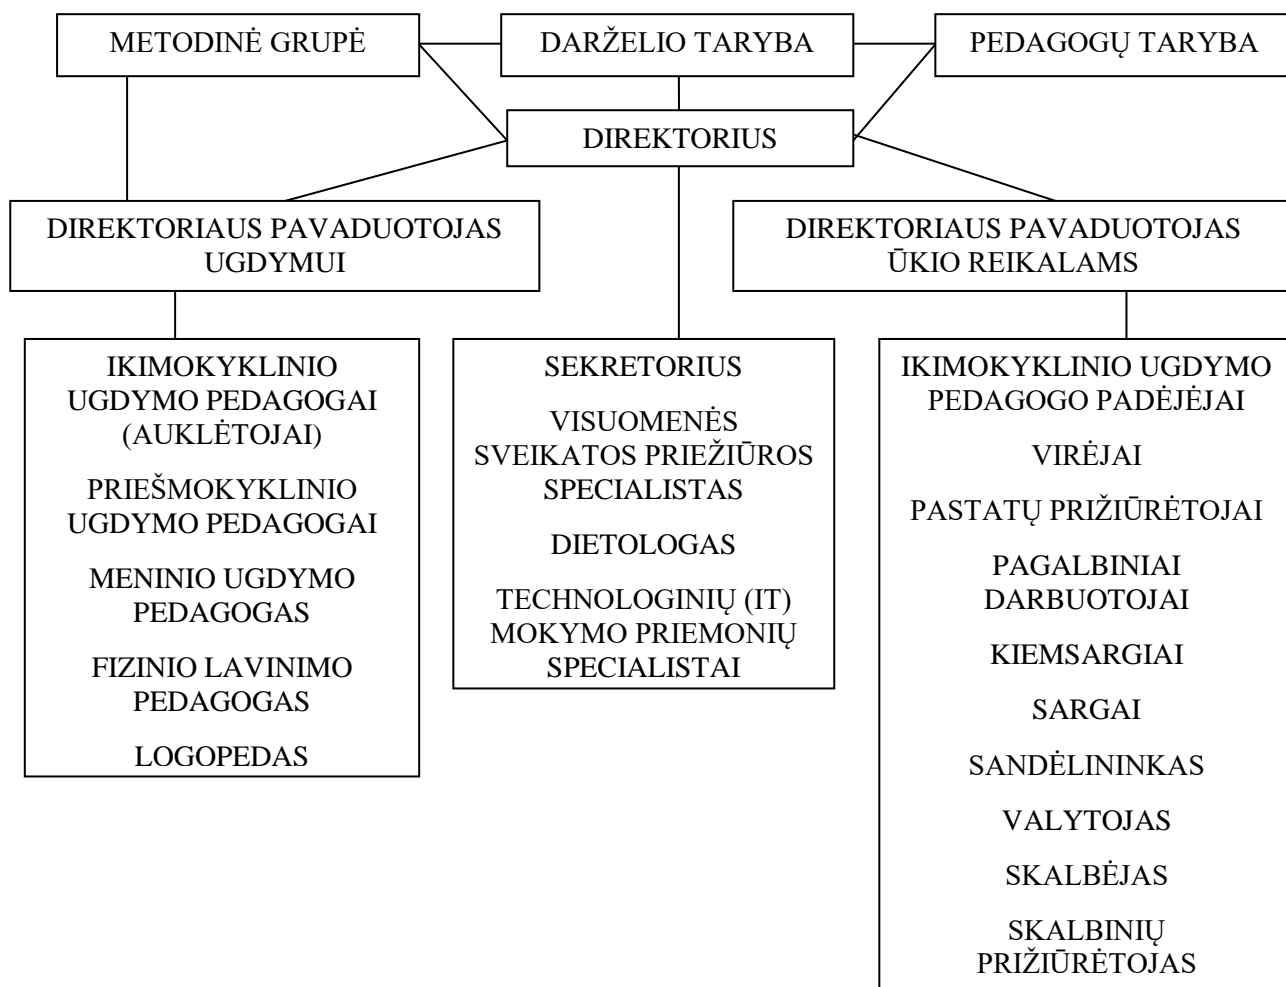 METODINĖ GRUPĖ
DARŽELIO TARYBA
PEDAGOGŲ TARYBA
DIREKTORIUS
DIREKTORIAUS PAVADUOTOJAS
UGDYMUI
DIREKTORIAUS PAVADUOTOJAS
ŪKIO REIKALAMS
IKIMOKYKLINIO
UGDYMO PEDAGOGAI
(AUKLĖTOJAI)
PRIEŠMOKYKLINIO
UGDYMO PEDAGOGAI
MENINIO UGDYMO
PEDAGOGAS
FIZINIO LAVINIMO
PEDAGOGAS
LOGOPEDAS
SEKRETORIUS
VISUOMENĖS
SVEIKATOS PRIEŽIŪROS
SPECIALISTAS
DIETOLOGAS
TECHNOLOGINIŲ (IT)
MOKYMO PRIEMONIŲ
SPECIALISTAI
IKIMOKYKLINIO UGDYMO
PEDAGOGO PADĖJĖJAI
VIRĖJAI
PASTATŲ PRIŽIŪRĖTOJAI
PAGALBINIAI
DARBUOTOJAI
KIEMSARGIAI
SARGAI
SANDĖLININKAS
VALYTOJAS
SKALBĖJAS
SKALBINIŲ
PRIŽIŪRĖTOJAS